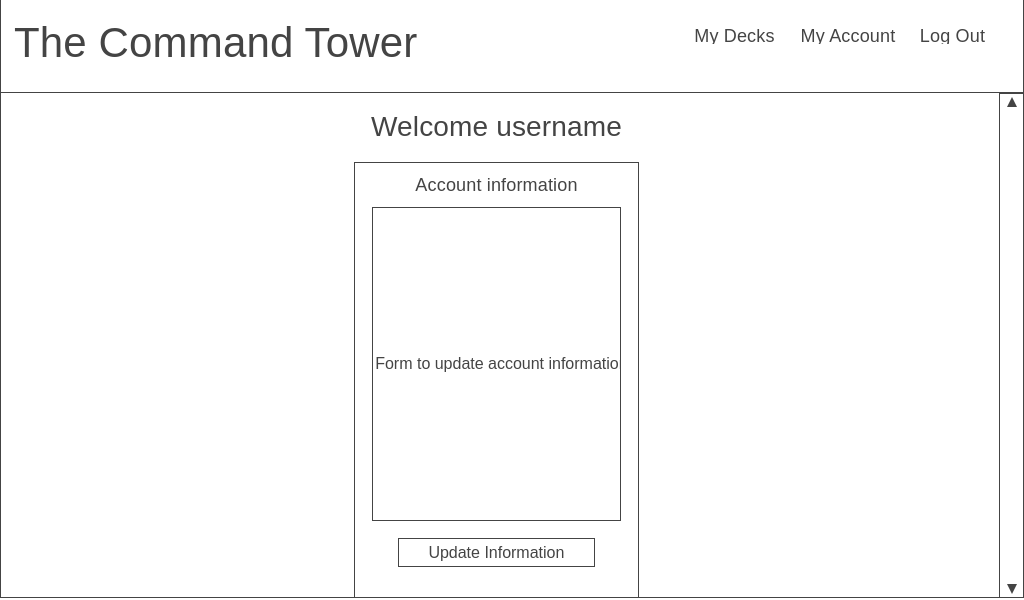 The Command Tower
My Decks My Account Log Out
Welcome username
Account information
Form to update account informatio
Update Information